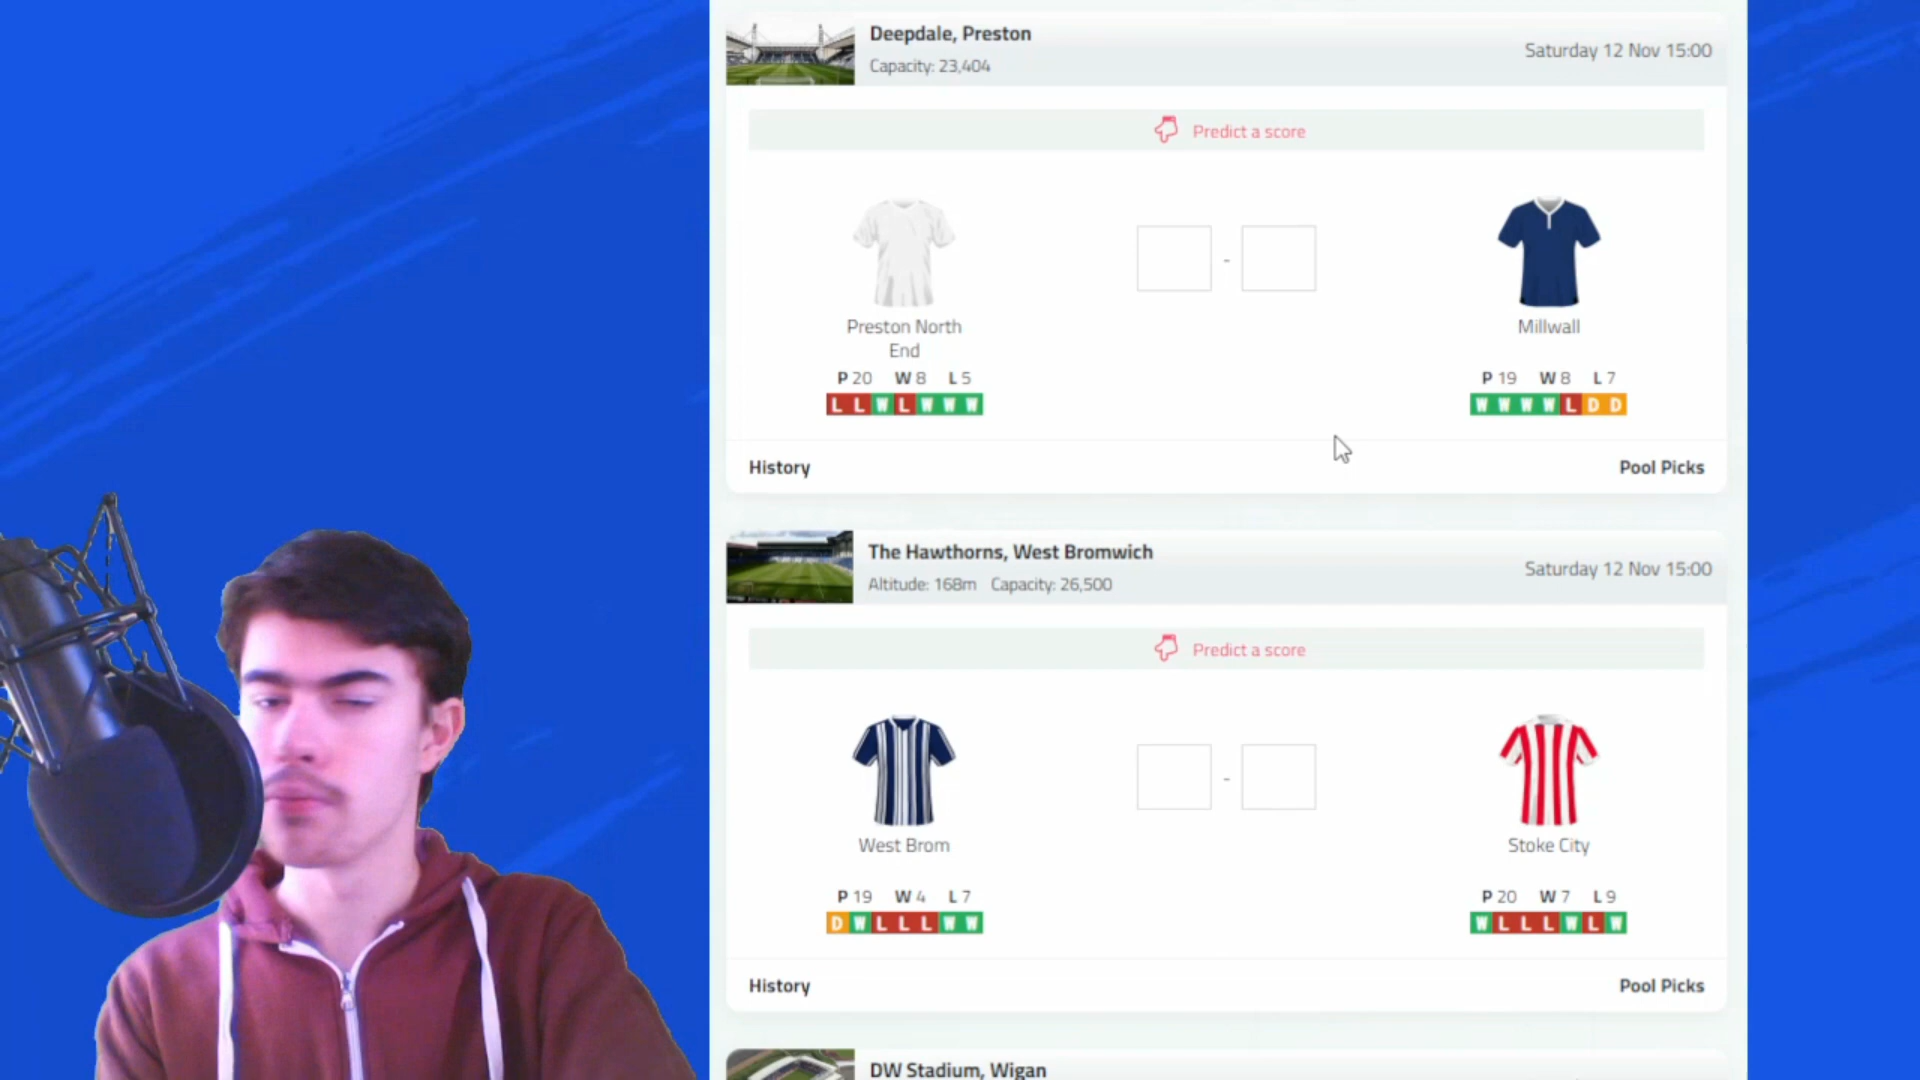 Deepdale, Preston
Capacity: 23,404
Saturday 12 Nov 15:00
Predict a score
-
Preston North
End
P 20 W 8 L 5
L L W L W W W
Millwall
P 19 W 8 L 7
W W W W L D D
History
Pool Picks
The Hawthorns, West Bromwich
Altitude: 168m Capacity: 26,500
Saturday 12 Nov 15:00
Predict a score
-
West Brom
P 19 W 4 L 7
D W L L L W W
Stoke City
P 20 W 7 L 9
W L L L W L W
History
Pool Picks
DW Stadium, Wigan